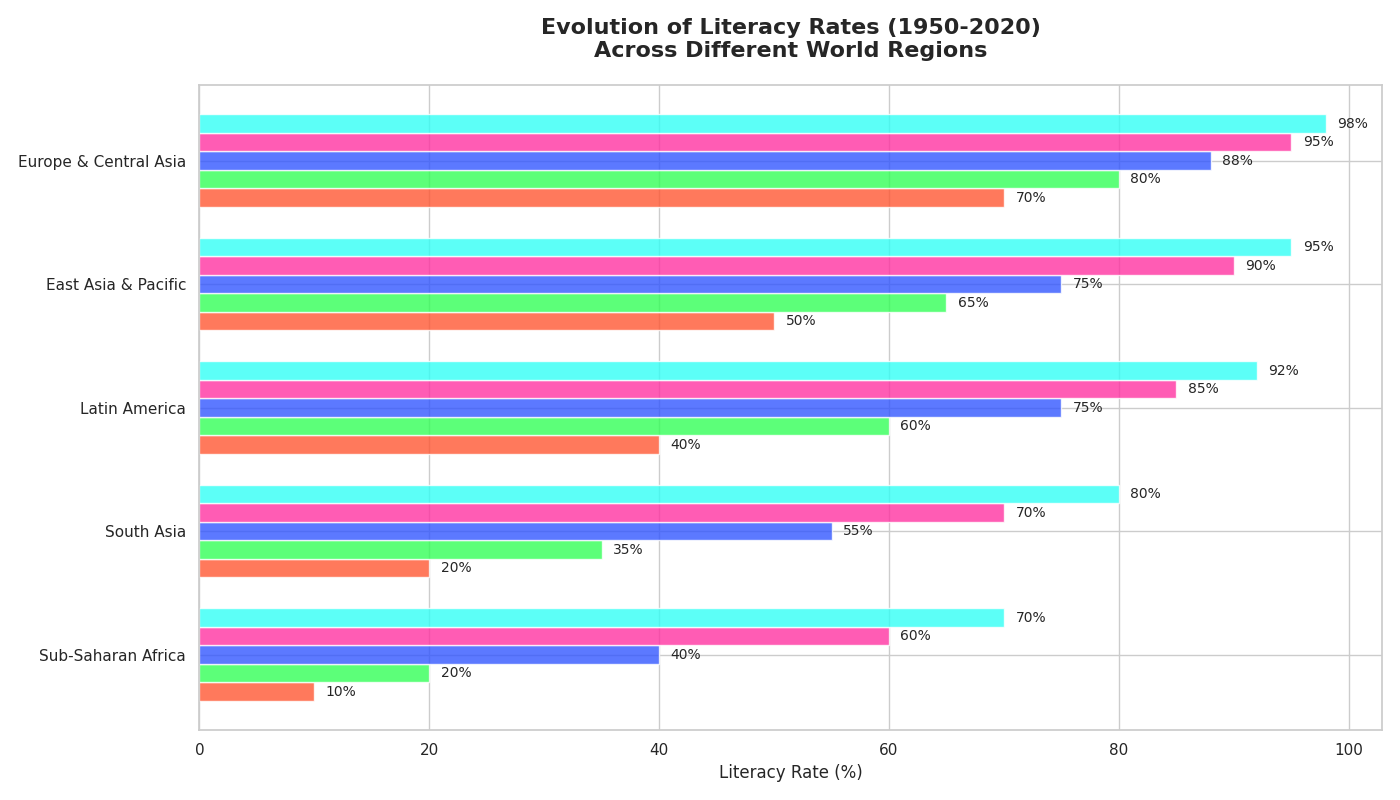 Evolution of Literacy Rates (1950-2020)
Across Different World Regions
Europe & Central Asia
98%
95%
88%
80%
70%
East Asia & Pacific
95%
90%
75%
65%
50%
Latin America
92%
85%
75%
60%
40%
South Asia
80%
70%
55%
35%
20%
Sub-Saharan Africa
70%
60%
40%
20%
10%
0 20 40 60 80 100
Literacy Rate (%)